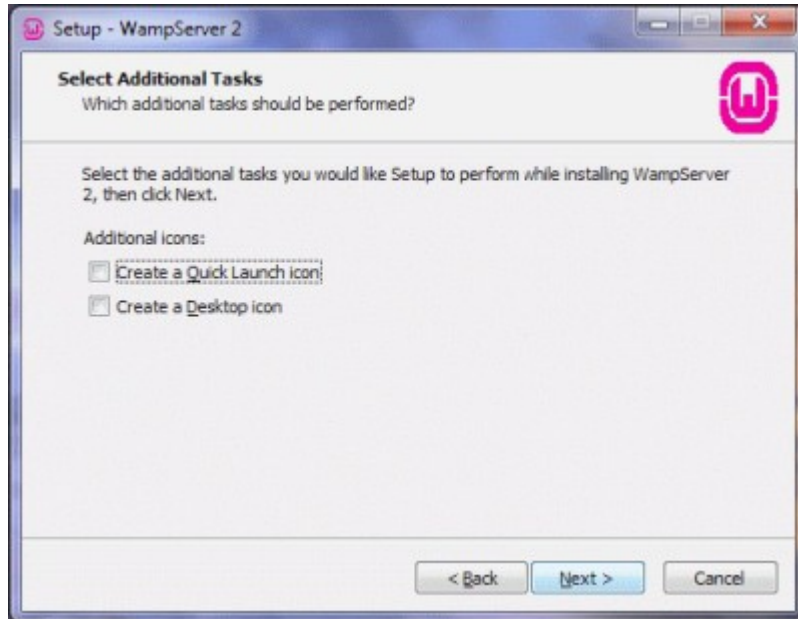 Setup - WampServer 2
Select Additional Tasks
Which additional tasks should be performed?
Select the additional tasks you would like Setup to perform while installing WampServer
2, then click Next.
Additional icons:
Create a Quick Launch icon
Create a Desktop icon
< Back
Next >
Cancel